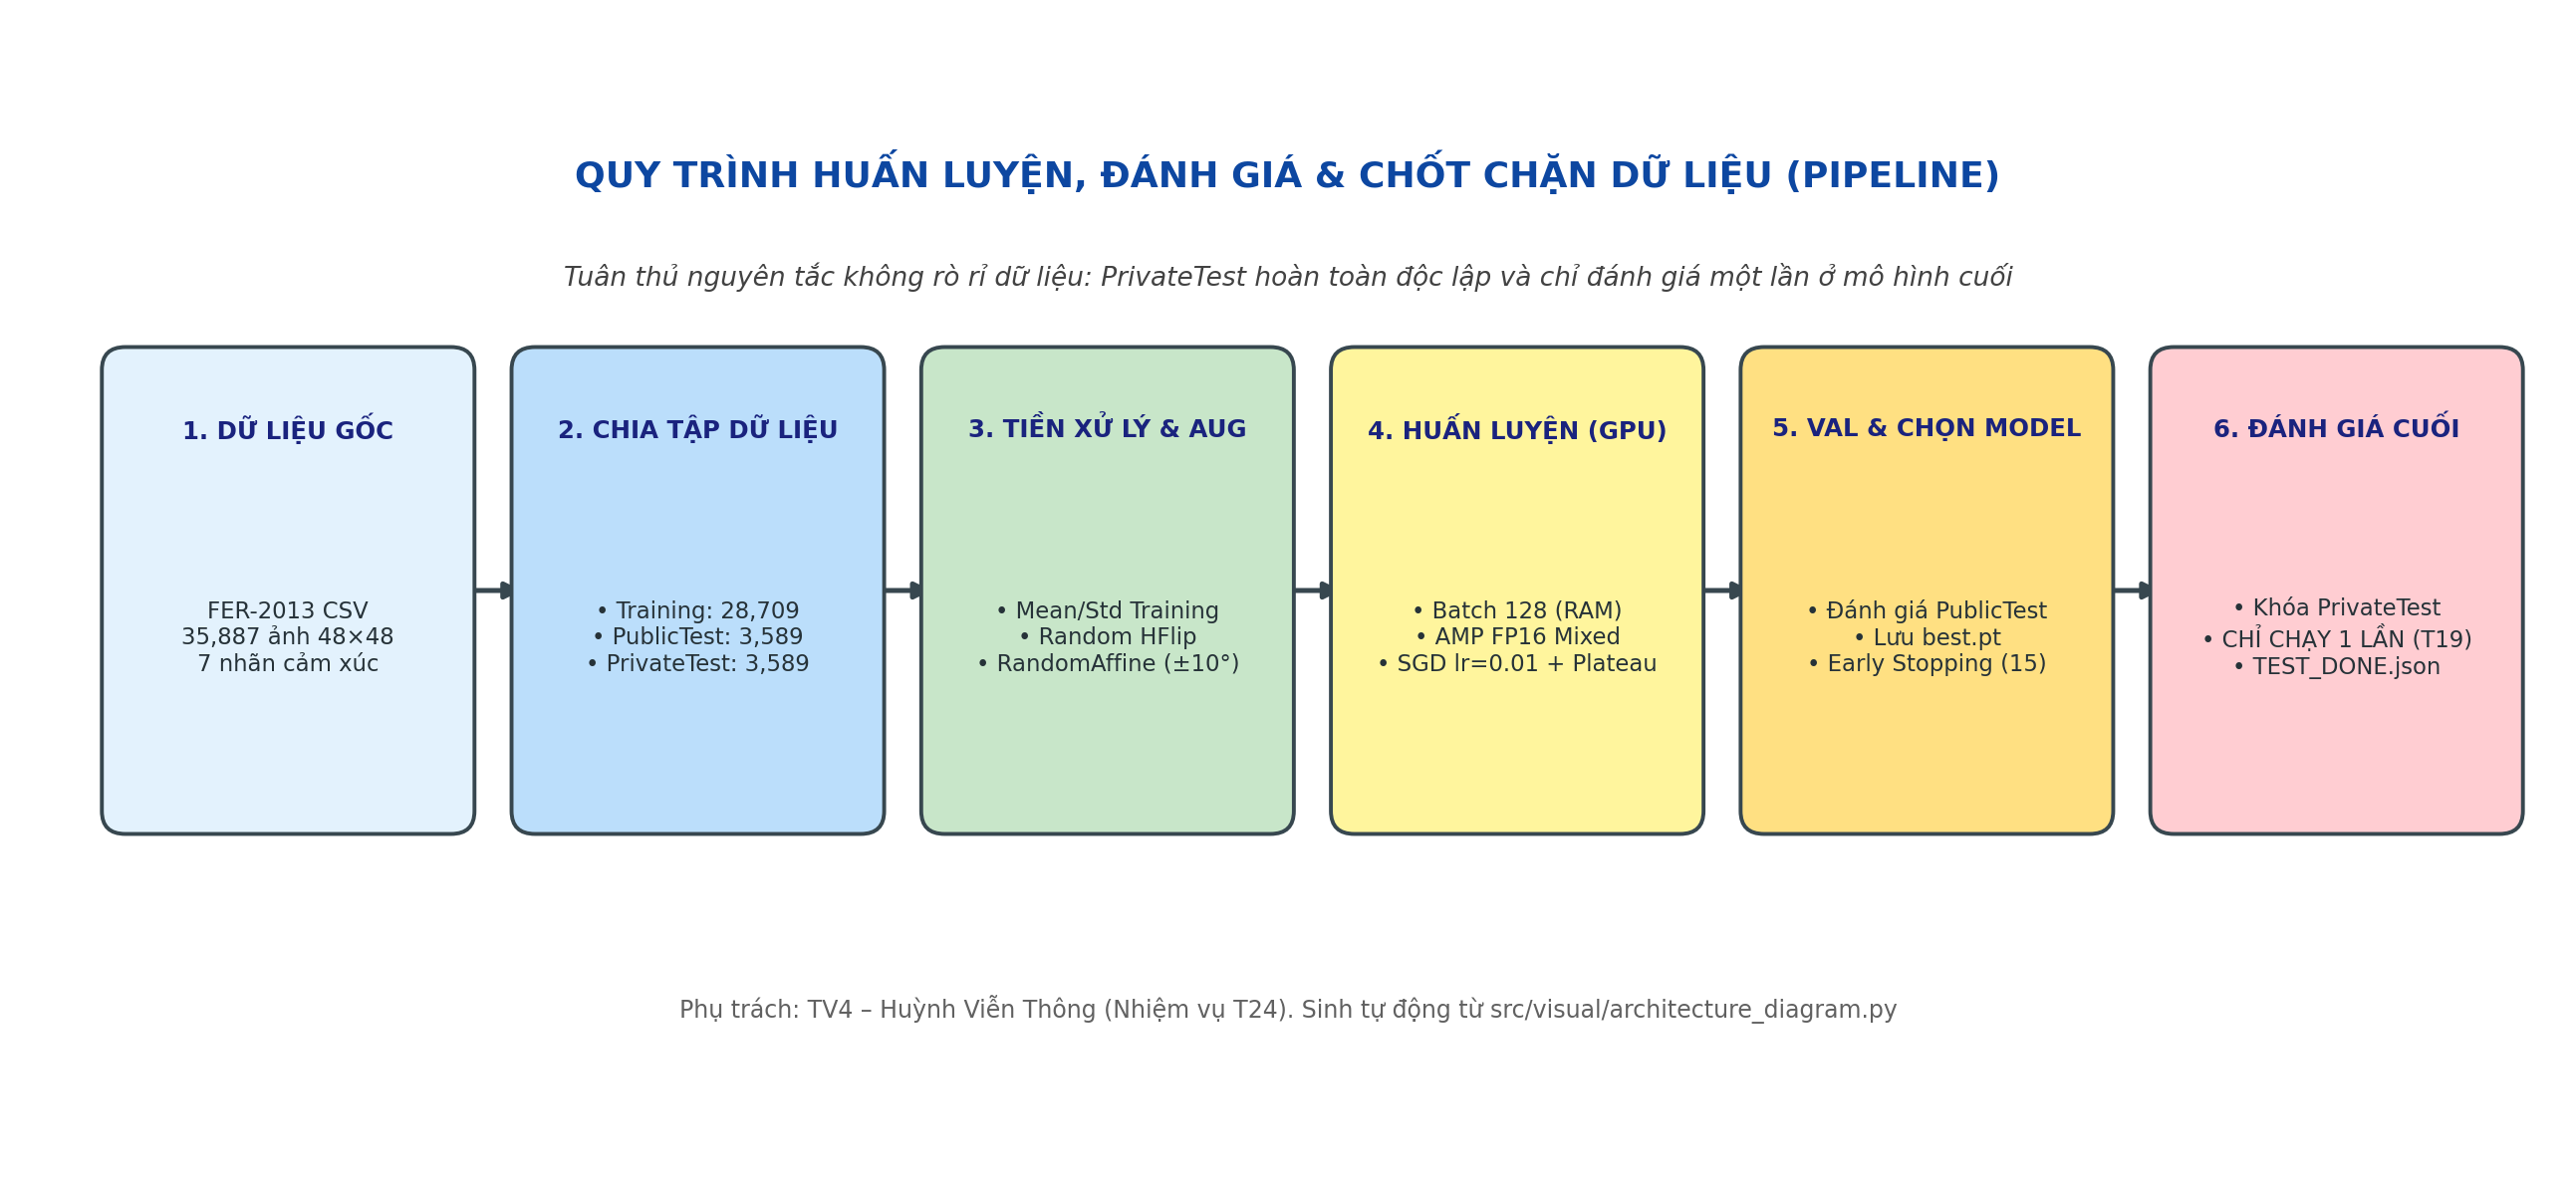 QUY TRÌNH HUẤN LUYỆN, ĐÁNH GIÁ & CHỐT CHẶN DỮ LIỆU (PIPELINE)
Tuân thủ nguyên tắc không rò rỉ dữ liệu: PrivateTest hoàn toàn độc lập và chỉ đánh giá một lần ở mô hình cuối
1. DỮ LIỆU GỐC
FER-2013 CSV
35,887 ảnh 48×48
7 nhãn cảm xúc
2. CHIA TẬP DỮ LIỆU
• Training: 28,709
• PublicTest: 3,589
• PrivateTest: 3,589
3. TIỀN XỬ LÝ & AUG
• Mean/Std Training
• Random HFlip
• RandomAffine (±10°)
4. HUẤN LUYỆN (GPU)
• Batch 128 (RAM)
• AMP FP16 Mixed
• SGD lr=0.01 + Plateau
5. VAL & CHỌN MODEL
• Đánh giá PublicTest
• Lưu best.pt
• Early Stopping (15)
6. ĐÁNH GIÁ CUỐI
• Khóa PrivateTest
• CHỈ CHẠY 1 LẦN (T19)
• TEST_DONE.json
Phụ trách: TV4 – Huỳnh Viễn Thông (Nhiệm vụ T24). Sinh tự động từ src/visual/architecture_diagram.py